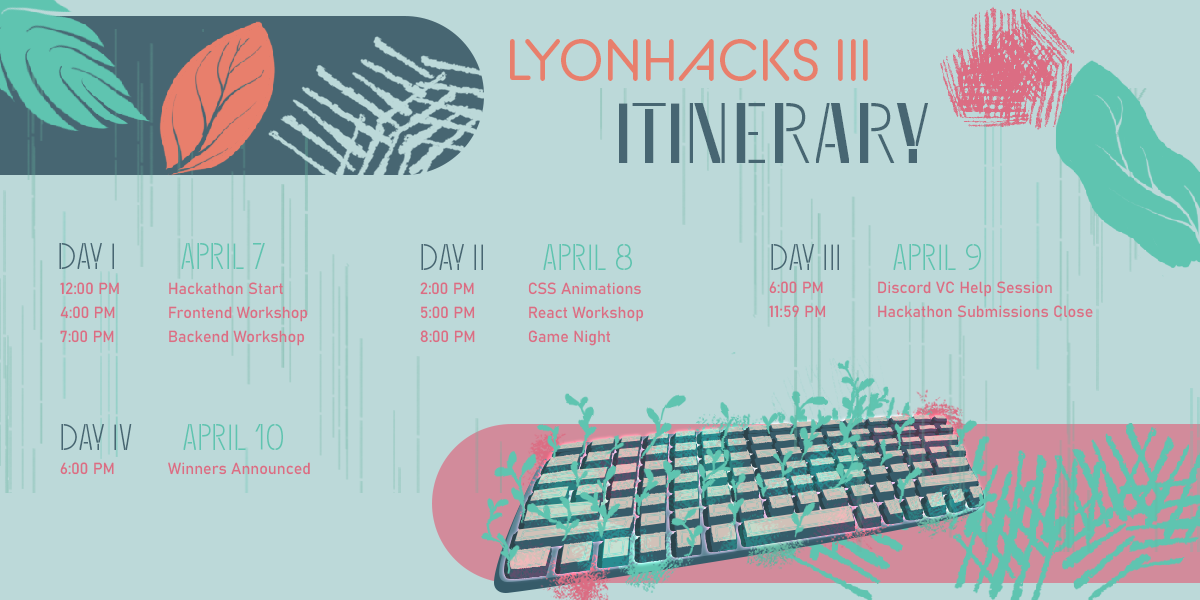 LYONHACKS III
ITINERARY
DAY I APRIL 7
12:00 PM Hackathon Start
4:00 PM Frontend Workshop
7:00 PM Backend Workshop
DAY II APRIL 8
2:00 PM CSS Animations
5:00 PM React Workshop
8:00 PM Game Night
DAY III APRIL 9
6:00 PM Discord VC Help Session
11:59 PM Hackathon Submissions Close
DAY IV APRIL 10
6:00 PM Winners Announced